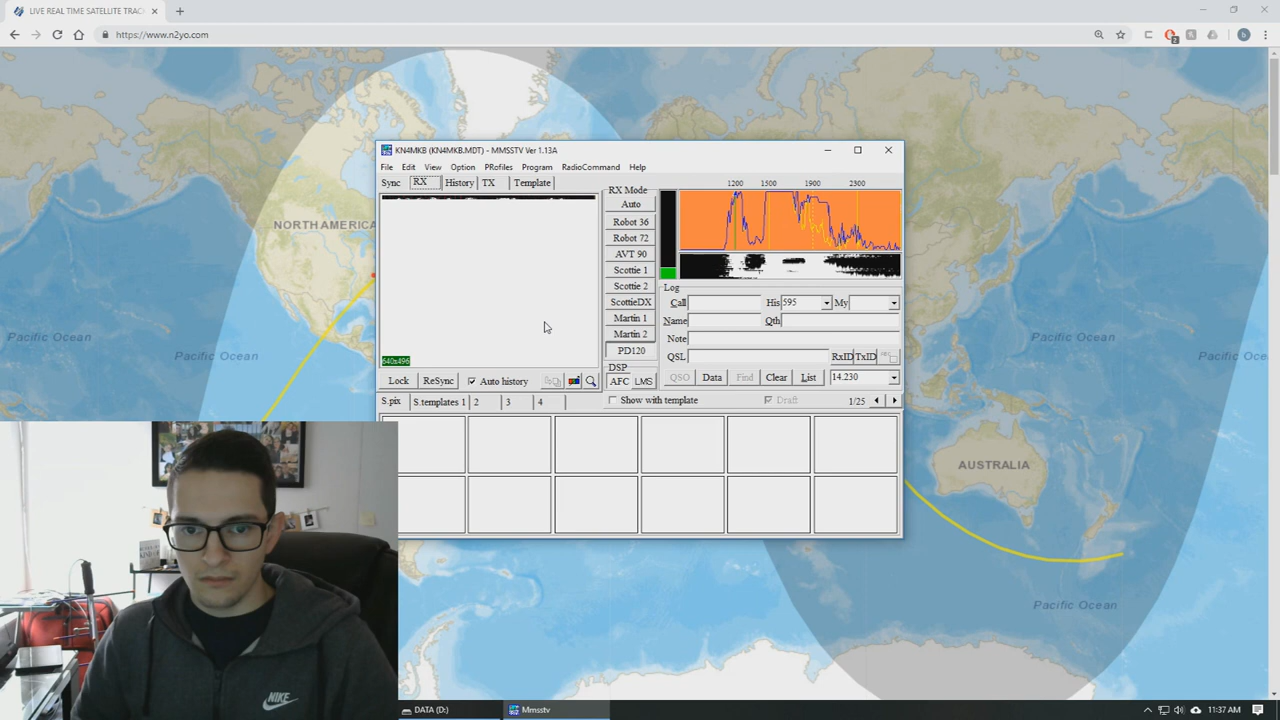 LIVE REAL TIME SATELLITE TRAC
https://www.n2yo.com
2
b
NORTH AMERICA
Pacific Ocean
Pacific Ocean
KN4MKB (KN4MKB.MDT) - MMSSTV Ver 1.13A
File Edit View Option PRofiles Program RadioCommand Help
Sync RX History TX Template
640x496
Lock ReSync Auto history
RX Mode
Auto
Robot 36
Robot 72
AVT 90
Scottie 1
Scottie 2
ScottieDX
Martin 1
Martin 2
PD120
DSP
AFC LMS
1200 1500 1900 2300
Log
Call His 595 My
Name Qth
Note
QSL RxID TxID
QSO Data Find Clear List 14.230
S.pix S.templates 1 2 3 4 Show with template Draft 1/25
AUSTRALIA
Pacific Ocean
Pacific Oce
Pacific Ocean
NIKE
DATA (D:) Mmsstv 11:37 AM